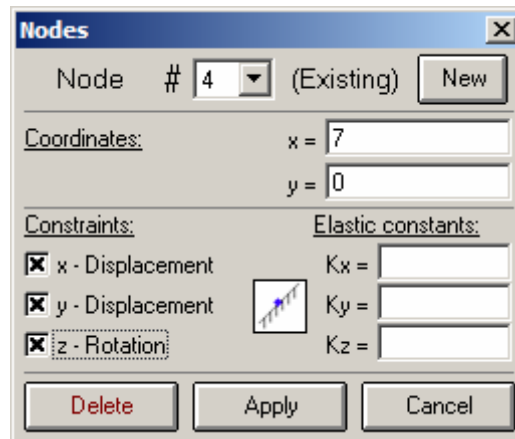 Nodes
Node # 4 (Existing) New
Coordinates: x = 7
y = 0
Constraints: Elastic constants:
x - Displacement Kx =
y - Displacement Ky =
z - Rotation Kz =
Delete Apply Cancel